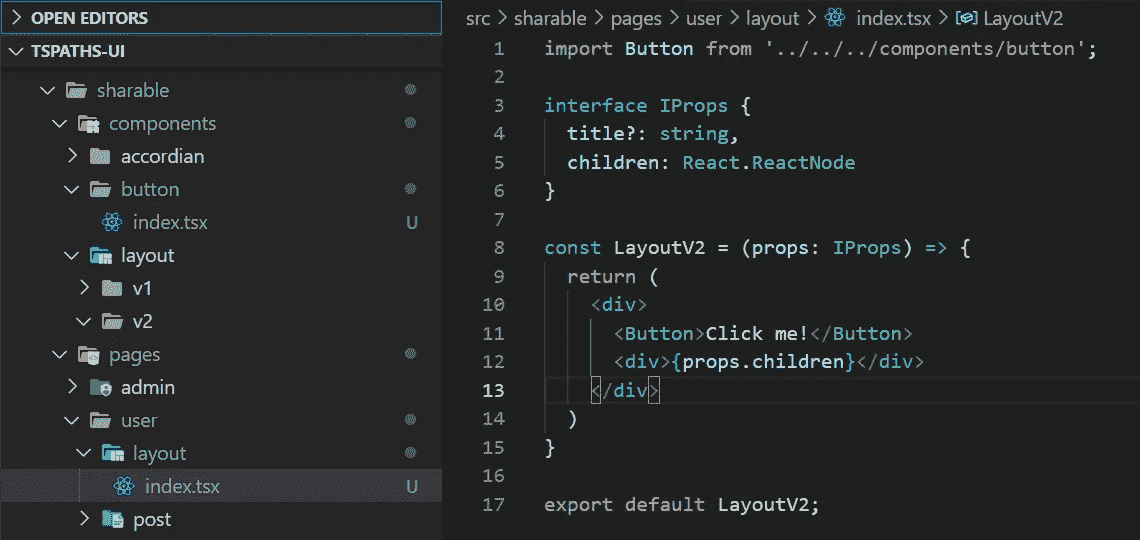 OPEN EDITORS
TSPATHS-UI
sharable
components
accordian
button
index.tsx U
layout
v1
v2
pages
admin
user
layout
index.tsx U
post
src > sharable > pages > user > layout > index.tsx > LayoutV2
1 import Button from '../../../components/button';
2
3 interface IProps {
4 title?: string,
5 children: React.ReactNode
6 }
7
8 const LayoutV2 = (props: IProps) => {
9 return (
10 <div>
11 <Button>Click me!</Button>
12 <div>{props.children}</div>
13 </div>
14 )
15 }
16
17 export default LayoutV2;